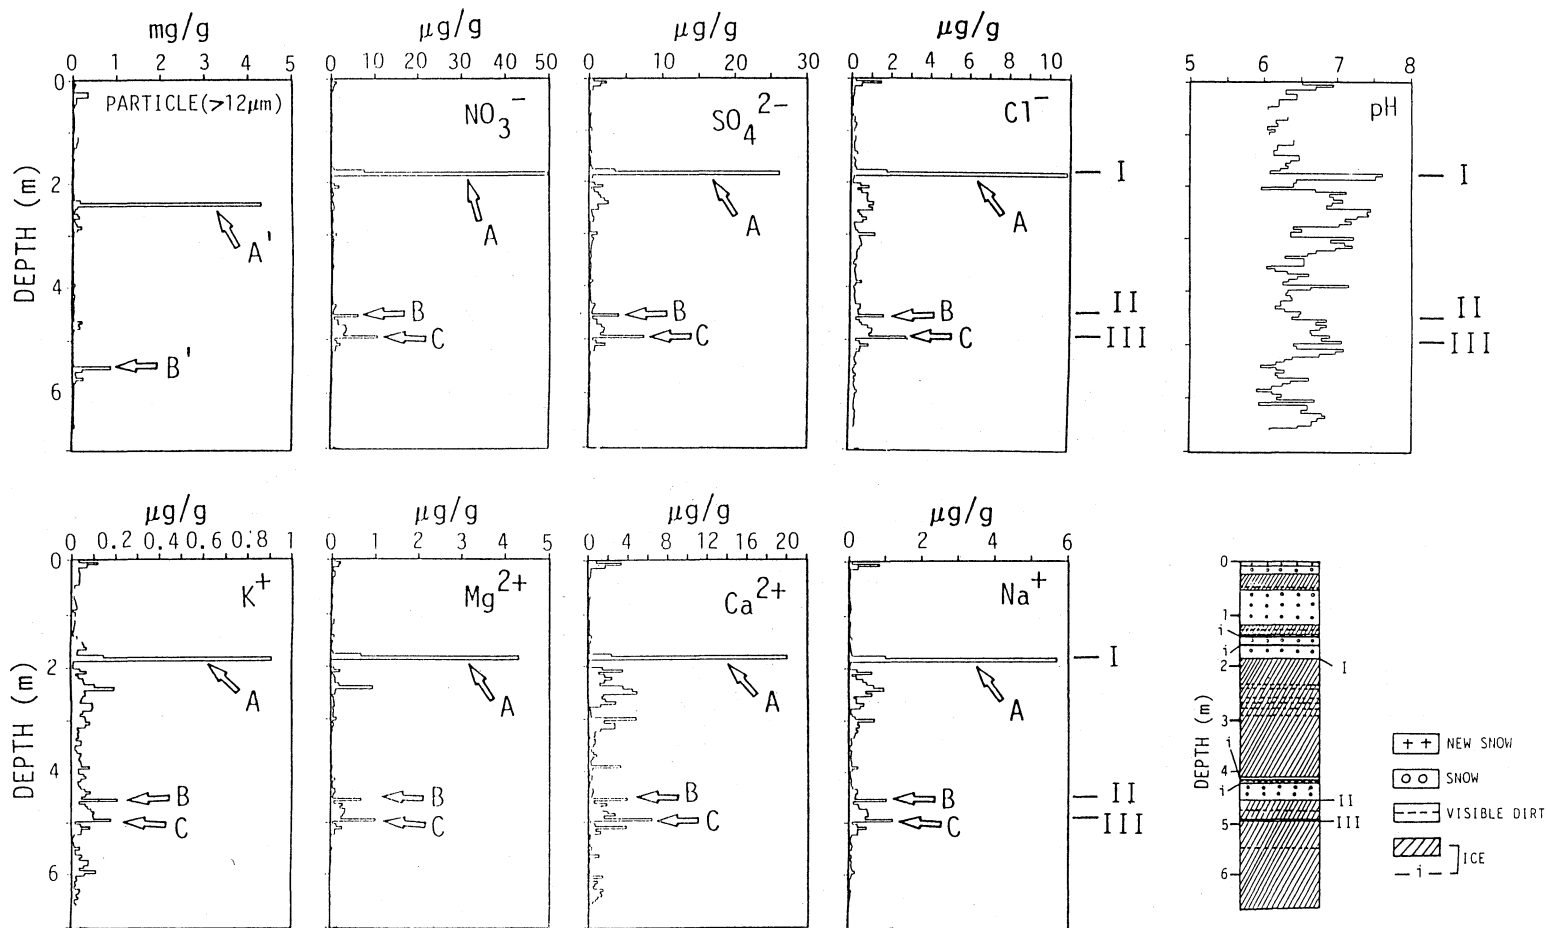 mg/g
0 1 2 3 4 5
PARTICLE(>12μm)
A'
B'
0
2
4
6
DEPTH (m)
μg/g
0 10 20 30 40 50
NO3-
A
B
C
μg/g
0 10 20 30
SO4 2-
A
B
C
μg/g
0 2 4 6 8 10
Cl-
A
B
C
I
II
III
5 6 7 8
pH
I
II
III
μg/g
0 0.2 0.4 0.6 0.8 1
K+
A
B
C
0
2
4
6
DEPTH (m)
μg/g
0 1 2 3 4 5
Mg2+
A
B
C
μg/g
0 4 8 12 16 20
Ca2+
A
B
C
μg/g
0 2 4 6
Na+
A
B
C
I
II
III
0
1
i
i
2
I
3
i
4
i
II
5
III
6
DEPTH (m)
+ + NEW SNOW
o o SNOW
VISIBLE DIRT
ICE
i